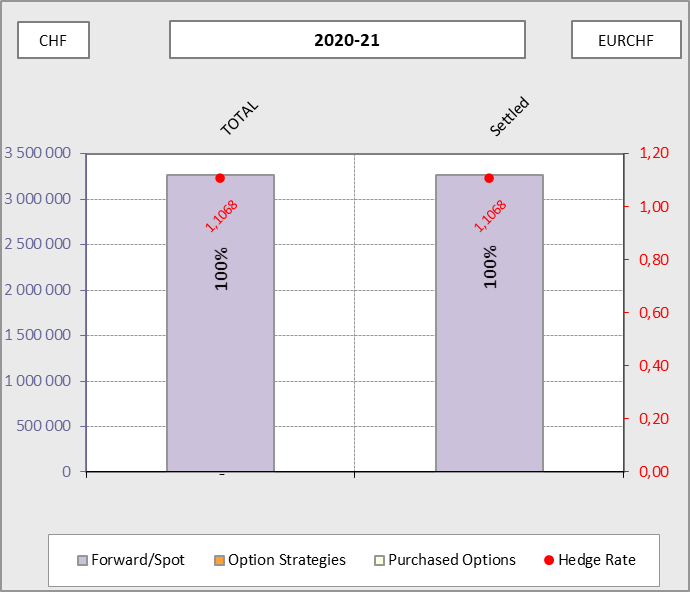 CHF 2020-21 EURCHF
TOTAL Settled
3 500 000 1,20
3 000 000 1,00
2 500 000 0,80
2 000 000 0,60
1 500 000 0,40
1 000 000 0,20
500 000 0,00
0
1,1068 1,1068
100% 100%
-
Forward/Spot Option Strategies Purchased Options Hedge Rate